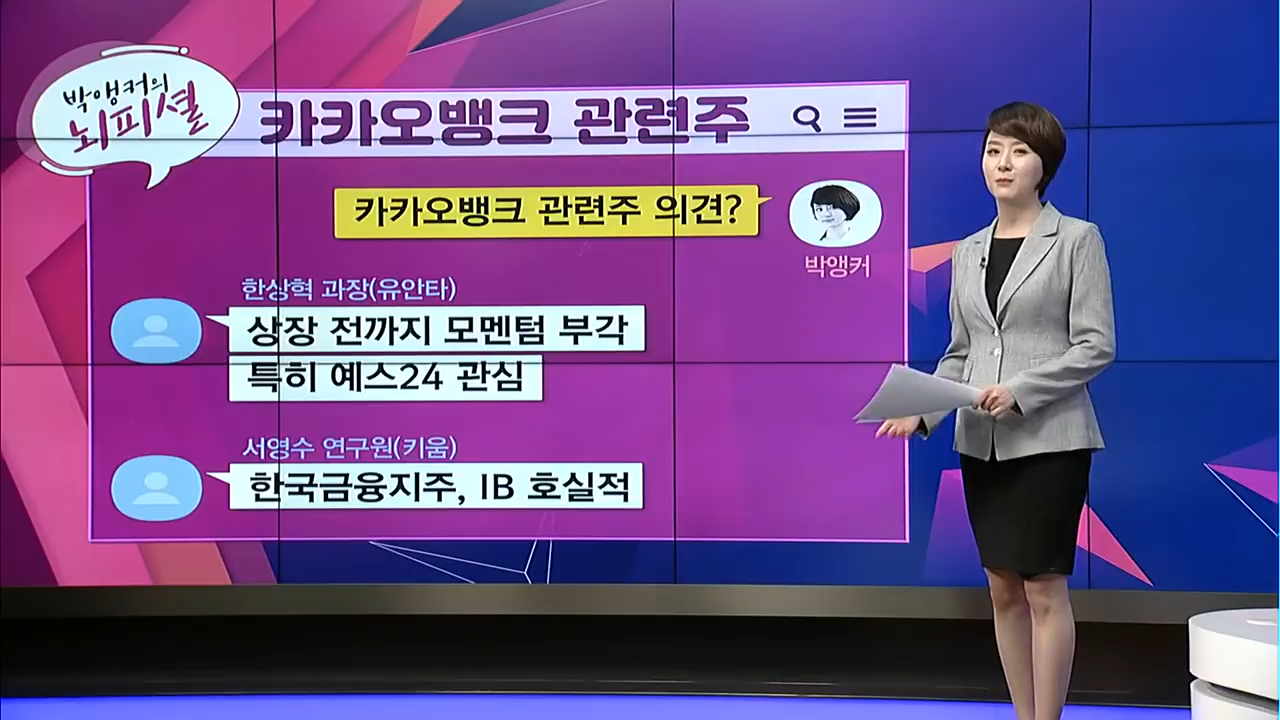 박앵커의
뇌피셜
카카오뱅크 관련주
카카오뱅크 관련주 의견?
박앵커
한상혁 과장(유안타)
상장 전까지 모멘텀 부각
특히 예스24 관심
서영수 연구원(키움)
한국금융지주, IB 호실적